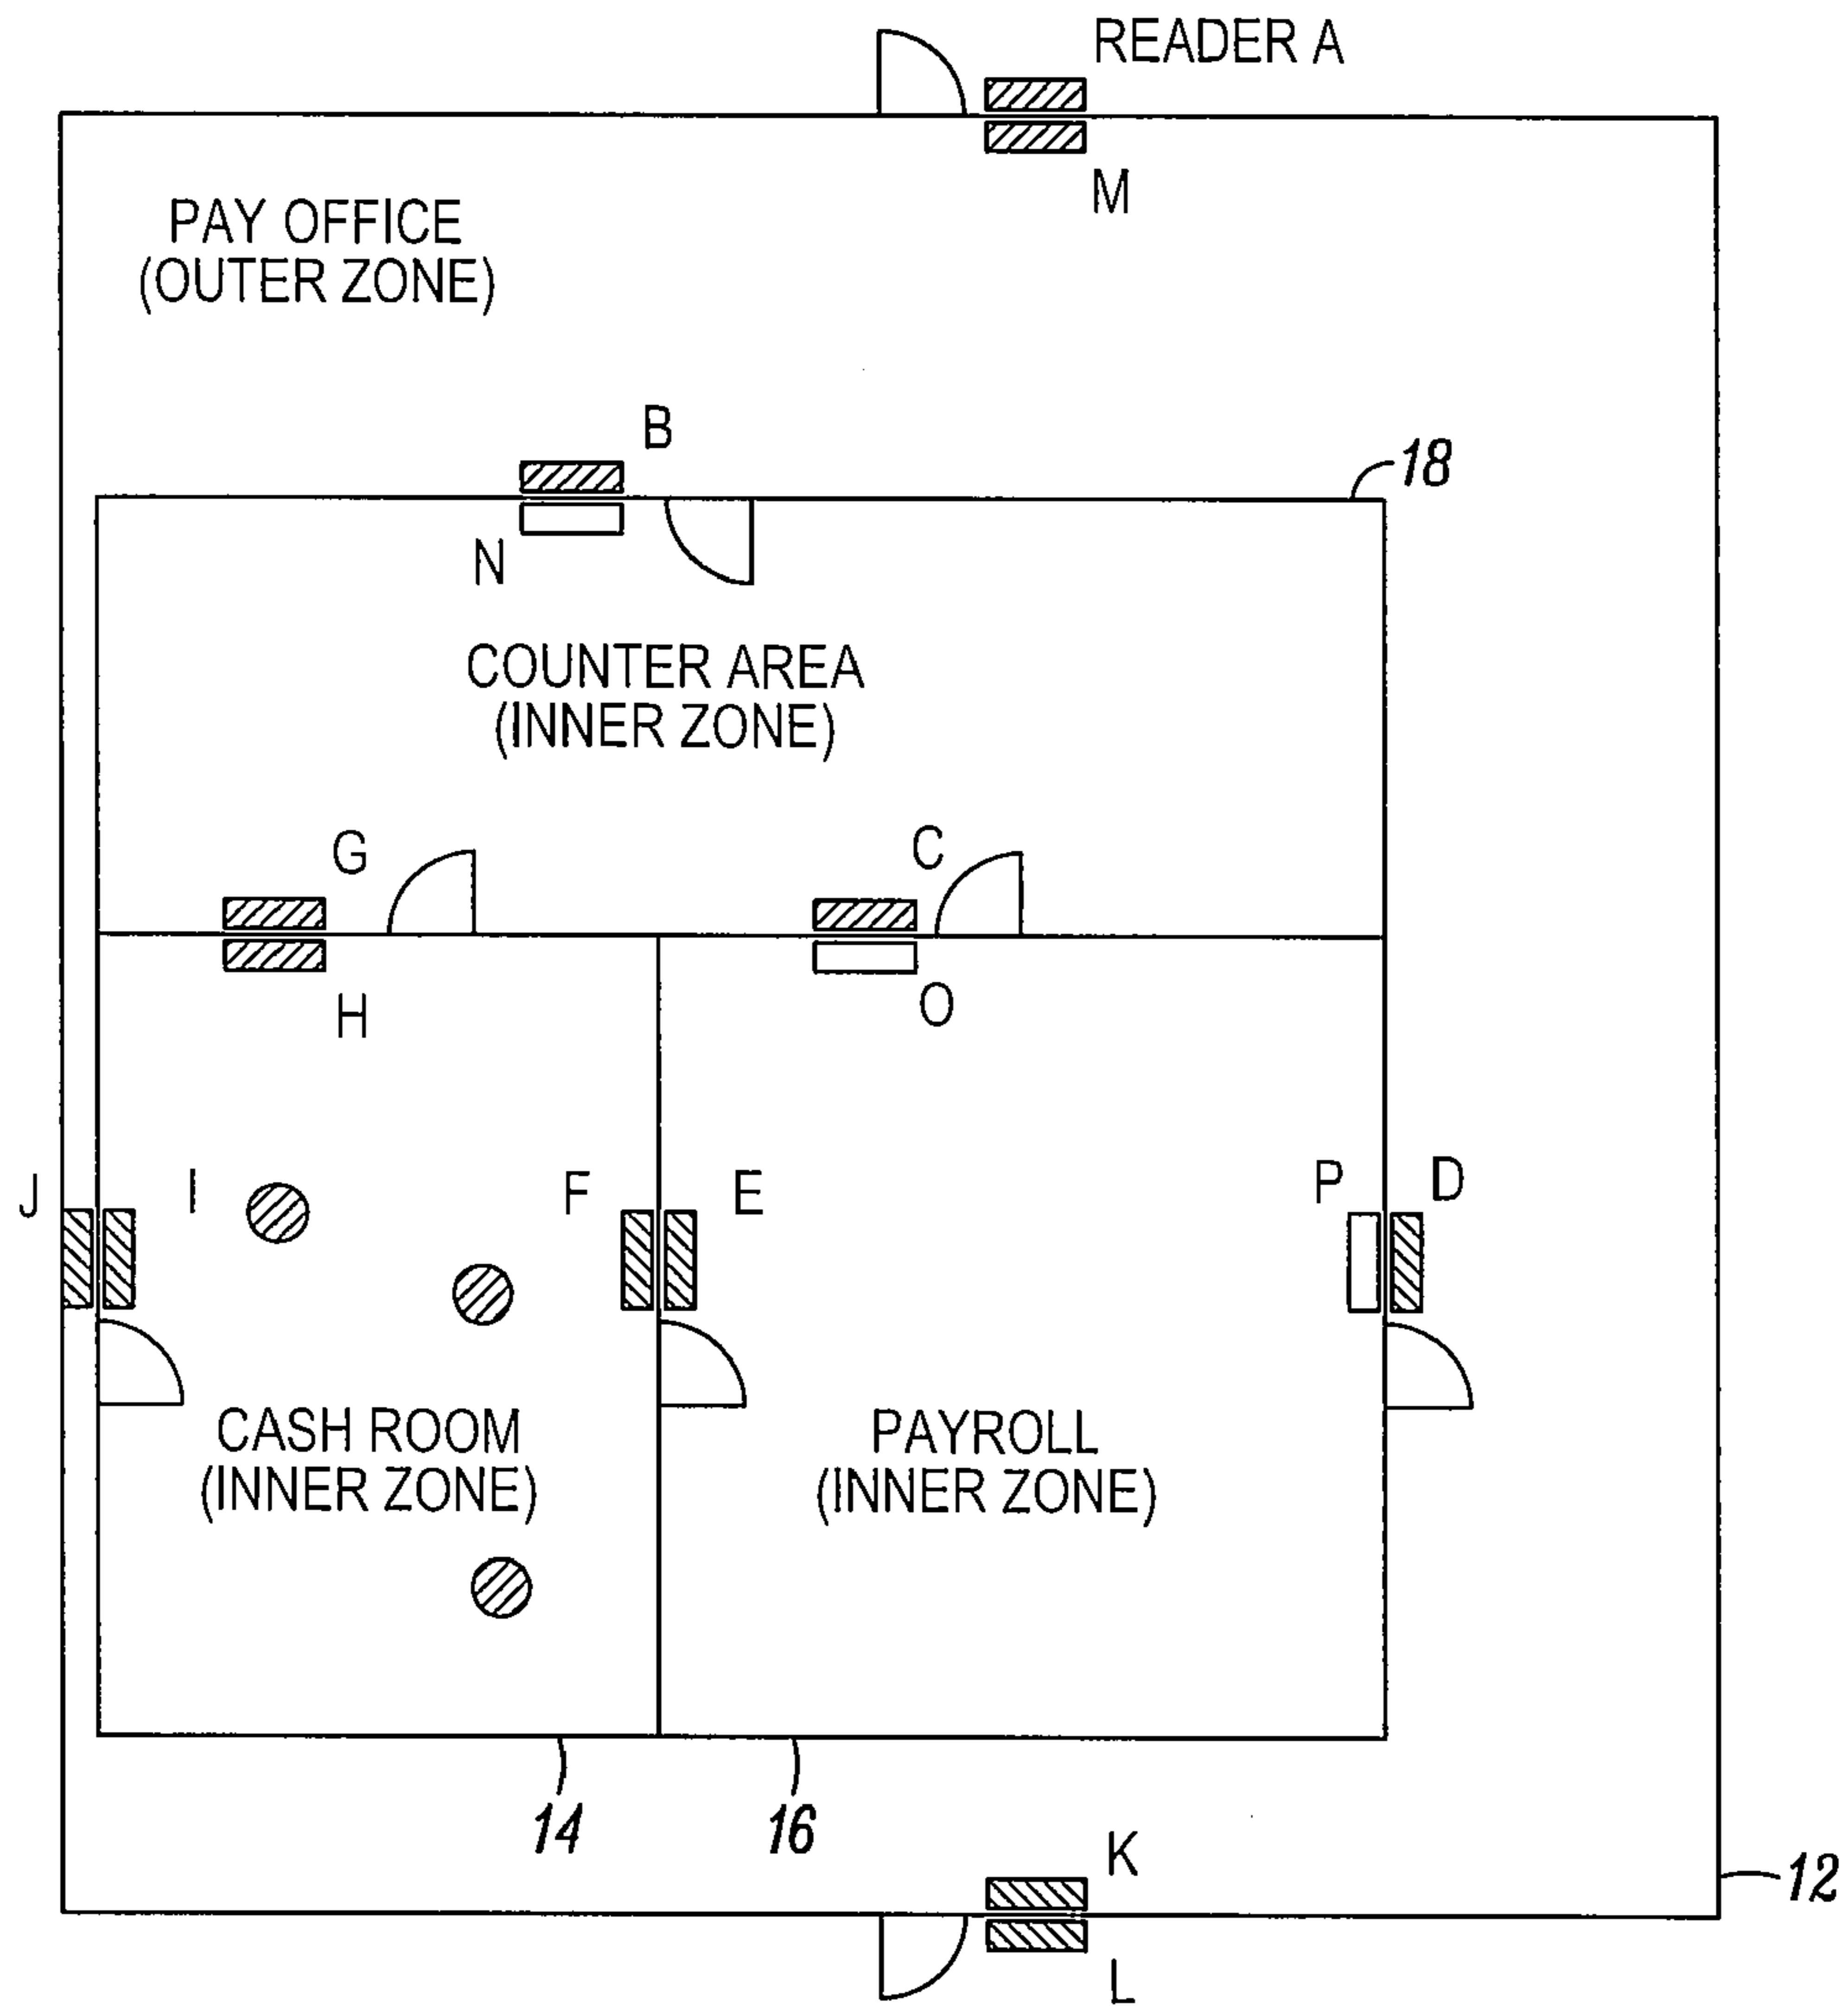 READER A
M
PAY OFFICE
(OUTER ZONE)
B
18
N
COUNTER AREA
(INNER ZONE)
G
C
H
O
J
I
F
E
P
D
CASH ROOM
(INNER ZONE)
PAYROLL
(INNER ZONE)
14
16
K
12
L